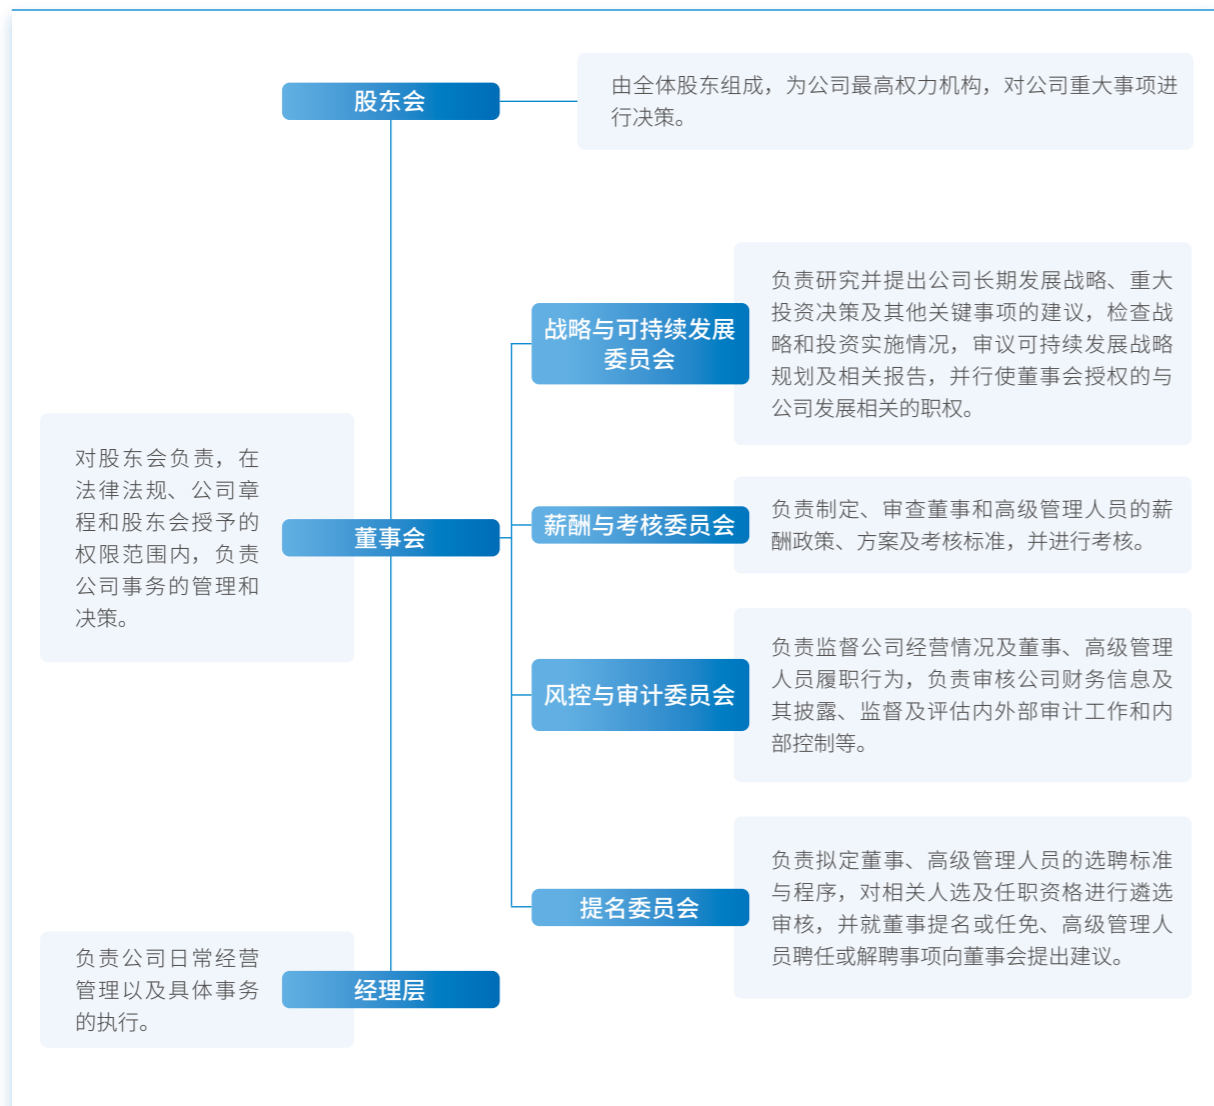 股东会
由全体股东组成，为公司最高权力机构，对公司重大事项进
行决策。
对股东会负责，在
法律法规、公司章
程和股东会授予的
权限范围内，负责
公司事务的管理和
决策。
董事会
战略与可持续发展
委员会
负责研究并提出公司长期发展战略、重大
投资决策及其他关键事项的建议，检查战
略和投资实施情况，审议可持续发展战略
规划及相关报告，并行使董事会授权的与
公司发展相关的职权。
薪酬与考核委员会
负责制定、审查董事和高级管理人员的薪
酬政策、方案及考核标准，并进行考核。
风控与审计委员会
负责监督公司经营情况及董事、高级管理
人员履职行为，负责审核公司财务信息及
其披露、监督及评估内外部审计工作和内
部控制等。
提名委员会
负责拟定董事、高级管理人员的选聘标准
与程序，对相关人选及任职资格进行遴选
审核，并就董事提名或任免、高级管理人
员聘任或解聘事项向董事会提出建议。
负责公司日常经营
管理以及具体事务
的执行。
经理层